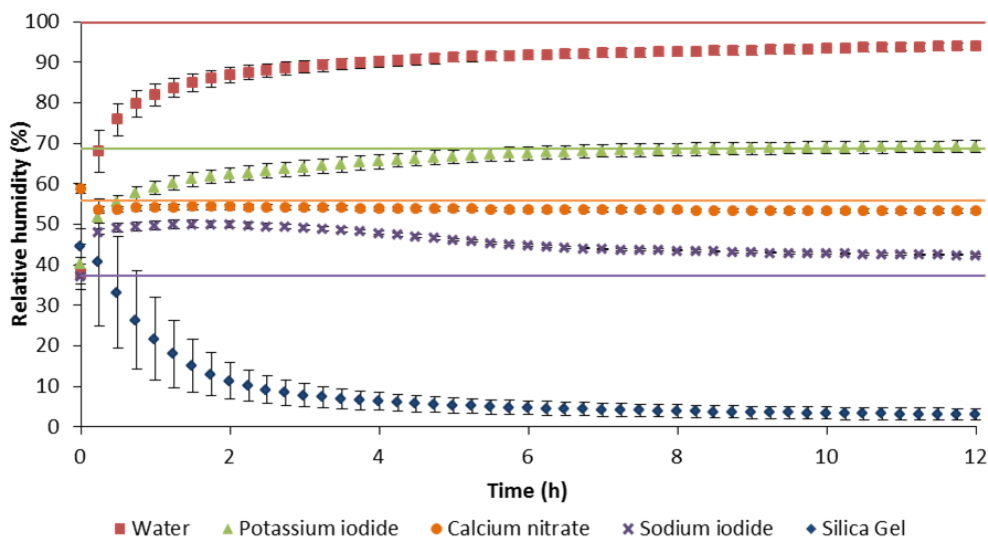 100
90
80
70
60
50
40
30
20
10
0
Relative humidity (%)
0 2 4 6 8 10 12
Time (h)
Water Potassium iodide Calcium nitrate Sodium iodide Silica Gel